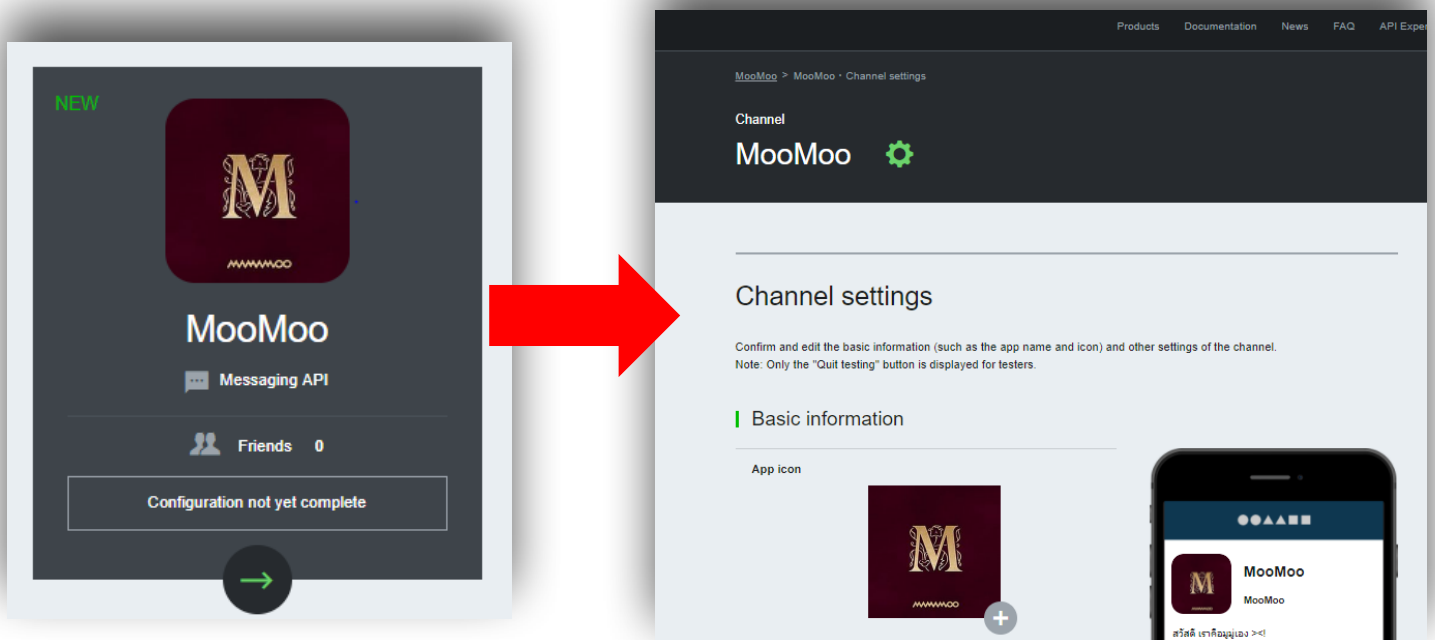 NEW
M
MAMAMOO
MooMoo
Messaging API
Friends 0
Configuration not yet complete
Products Documentation News FAQ API Exper
MooMoo > MooMoo・Channel settings
Channel
MooMoo
Channel settings
Confirm and edit the basic information (such as the app name and icon) and other settings of the channel.
Note: Only the "Quit testing" button is displayed for testers.
Basic information
App icon
M
MAMAMOO
M
MooMoo
MooMoo
สวัสดี เราคือมูมู่เอง ><!